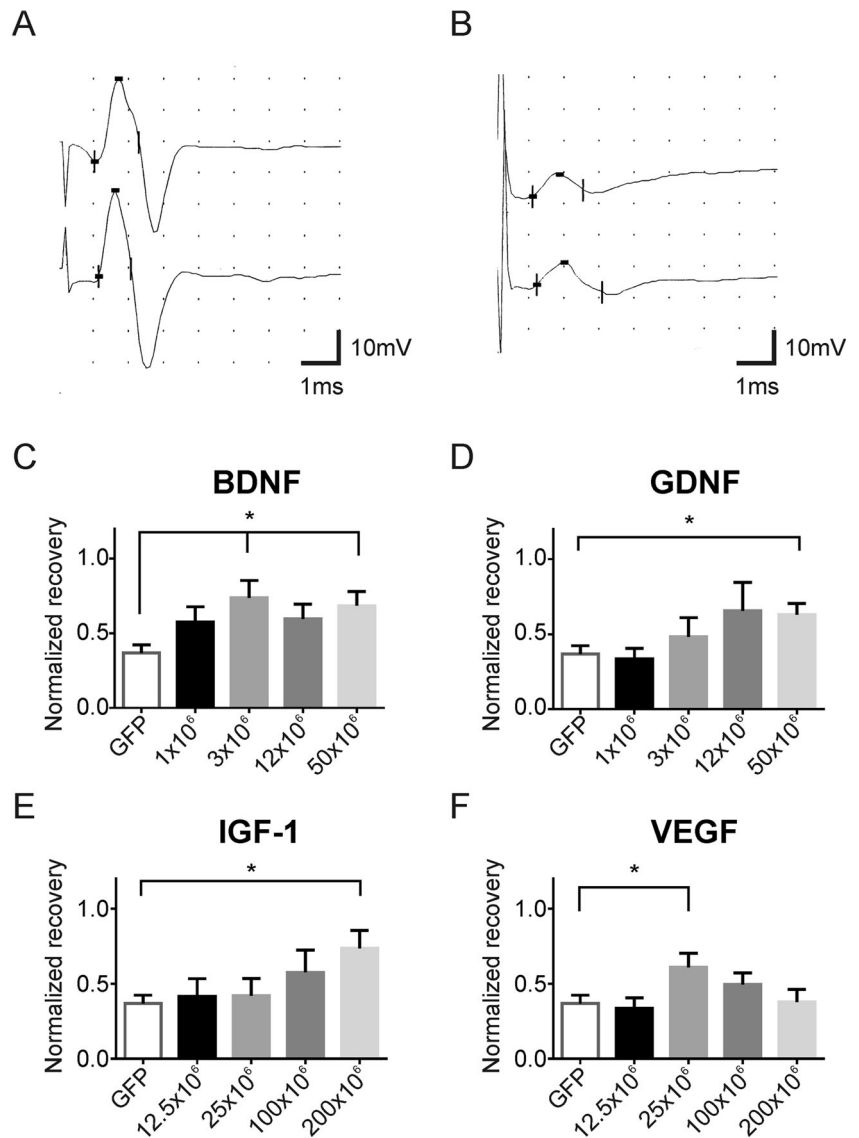 A
B
10mV
1ms
10mV
1ms
C
BDNF
Normalized recovery
1.0
0.5
0.0
*
GFP
1x10⁶
3x10⁶
12x10⁶
50x10⁶
D
GDNF
Normalized recovery
1.0
0.5
0.0
*
GFP
1x10⁶
3x10⁶
12x10⁶
50x10⁶
E
IGF-1
Normalized recovery
1.0
0.5
0.0
*
GFP
12.5x10⁶
25x10⁶
100x10⁶
200x10⁶
F
VEGF
Normalized recovery
1.0
0.5
0.0
*
GFP
12.5x10⁶
25x10⁶
100x10⁶
200x10⁶